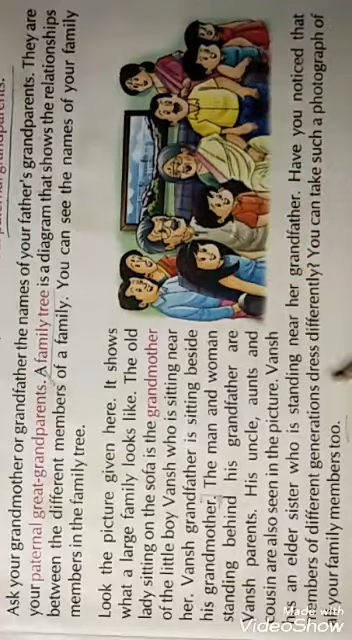 Ask your grandmother or grandfather the names of your father's grandparents. They are
your paternal great-grandparents. A family tree is a diagram that shows the relationships
between the different members of a family. You can see the names of your family
members in the family tree.
Look the picture given here. It shows
what a large family looks like. The old
lady sitting on the sofa is the grandmother
of the little boy Vansh who is sitting near
her. Vansh grandfather is sitting beside
his grandmother. The man and woman
standing behind his grandfather are
Vansh parents. His uncle, aunts and
cousin are also seen in the picture. Vansh
an elder sister who is standing near her grandfather. Have you noticed that
members of different generations dress differently? You can take such a photograph of
your family members too.
Made with
VideoShow